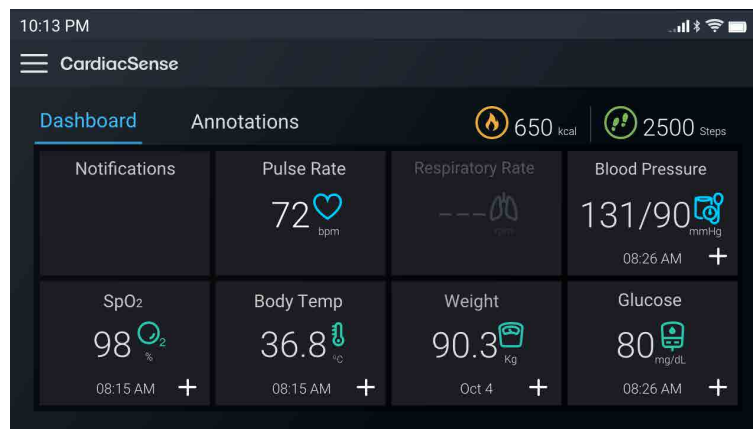 10:13 PM
CardiacSense
Dashboard Annotations 650 kcal 2500 Steps
Notifications Pulse Rate Respiratory Rate Blood Pressure
72 bpm --- rpm 131/90 mmHg
08:26 AM +
SpO₂ Body Temp Weight Glucose
98 O₂ % 36.8 °C 90.3 Kg 80 mg/dL
08:15 AM + 08:15 AM + Oct 4 + 08:26 AM +